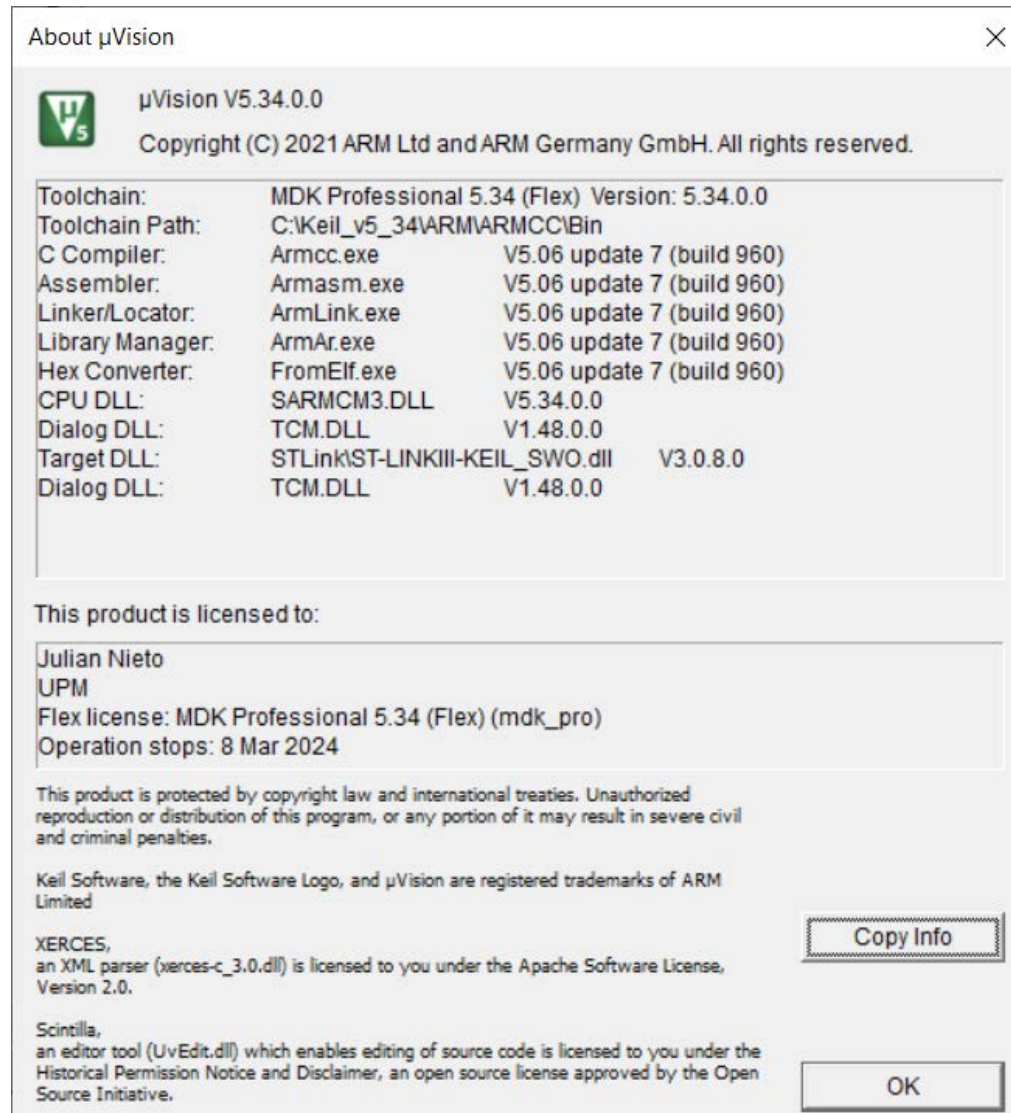 About µVision
µVision V5.34.0.0
Copyright (C) 2021 ARM Ltd and ARM Germany GmbH. All rights reserved.
Toolchain: MDK Professional 5.34 (Flex) Version: 5.34.0.0
Toolchain Path: C:\Keil_v5_34\ARM\ARMCC\Bin
C Compiler: Armcc.exe V5.06 update 7 (build 960)
Assembler: Armasm.exe V5.06 update 7 (build 960)
Linker/Locator: ArmLink.exe V5.06 update 7 (build 960)
Library Manager: ArmAr.exe V5.06 update 7 (build 960)
Hex Converter: FromElf.exe V5.06 update 7 (build 960)
CPU DLL: SARMCM3.DLL V5.34.0.0
Dialog DLL: TCM.DLL V1.48.0.0
Target DLL: STLink\ST-LINKIII-KEIL_SWO.dll V3.0.8.0
Dialog DLL: TCM.DLL V1.48.0.0
This product is licensed to:
Julian Nieto
UPM
Flex license: MDK Professional 5.34 (Flex) (mdk_pro)
Operation stops: 8 Mar 2024
This product is protected by copyright law and international treaties. Unauthorized
reproduction or distribution of this program, or any portion of it may result in severe civil
and criminal penalties.
Keil Software, the Keil Software Logo, and µVision are registered trademarks of ARM
Limited
XERCES,
an XML parser (xerces-c_3.0.dll) is licensed to you under the Apache Software License,
Version 2.0.
Scintilla,
an editor tool (UvEdit.dll) which enables editing of source code is licensed to you under the
Historical Permission Notice and Disclaimer, an open source license approved by the Open
Source Initiative.
Copy Info
OK